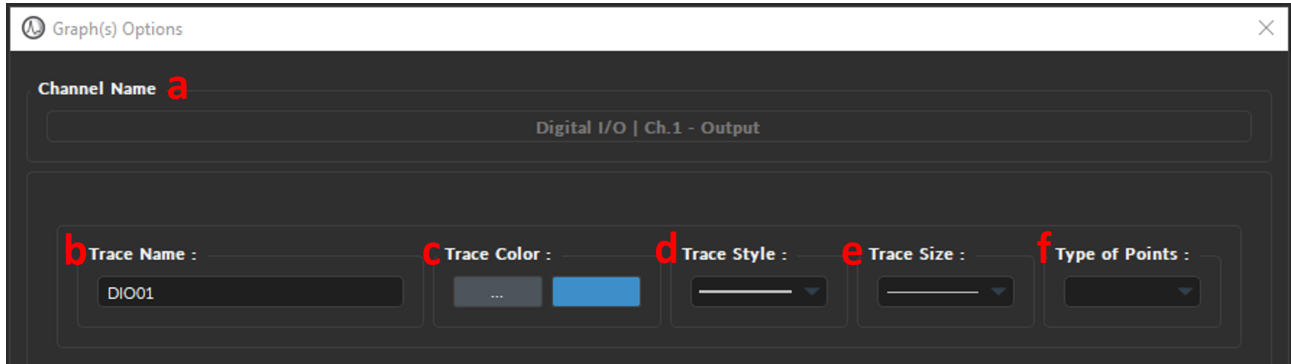 Graph(s) Options
Channel Name a
Digital I/O | Ch.1 - Output
b Trace Name : c Trace Color : d Trace Style : e Trace Size : f Type of Points :
DIO01 ...